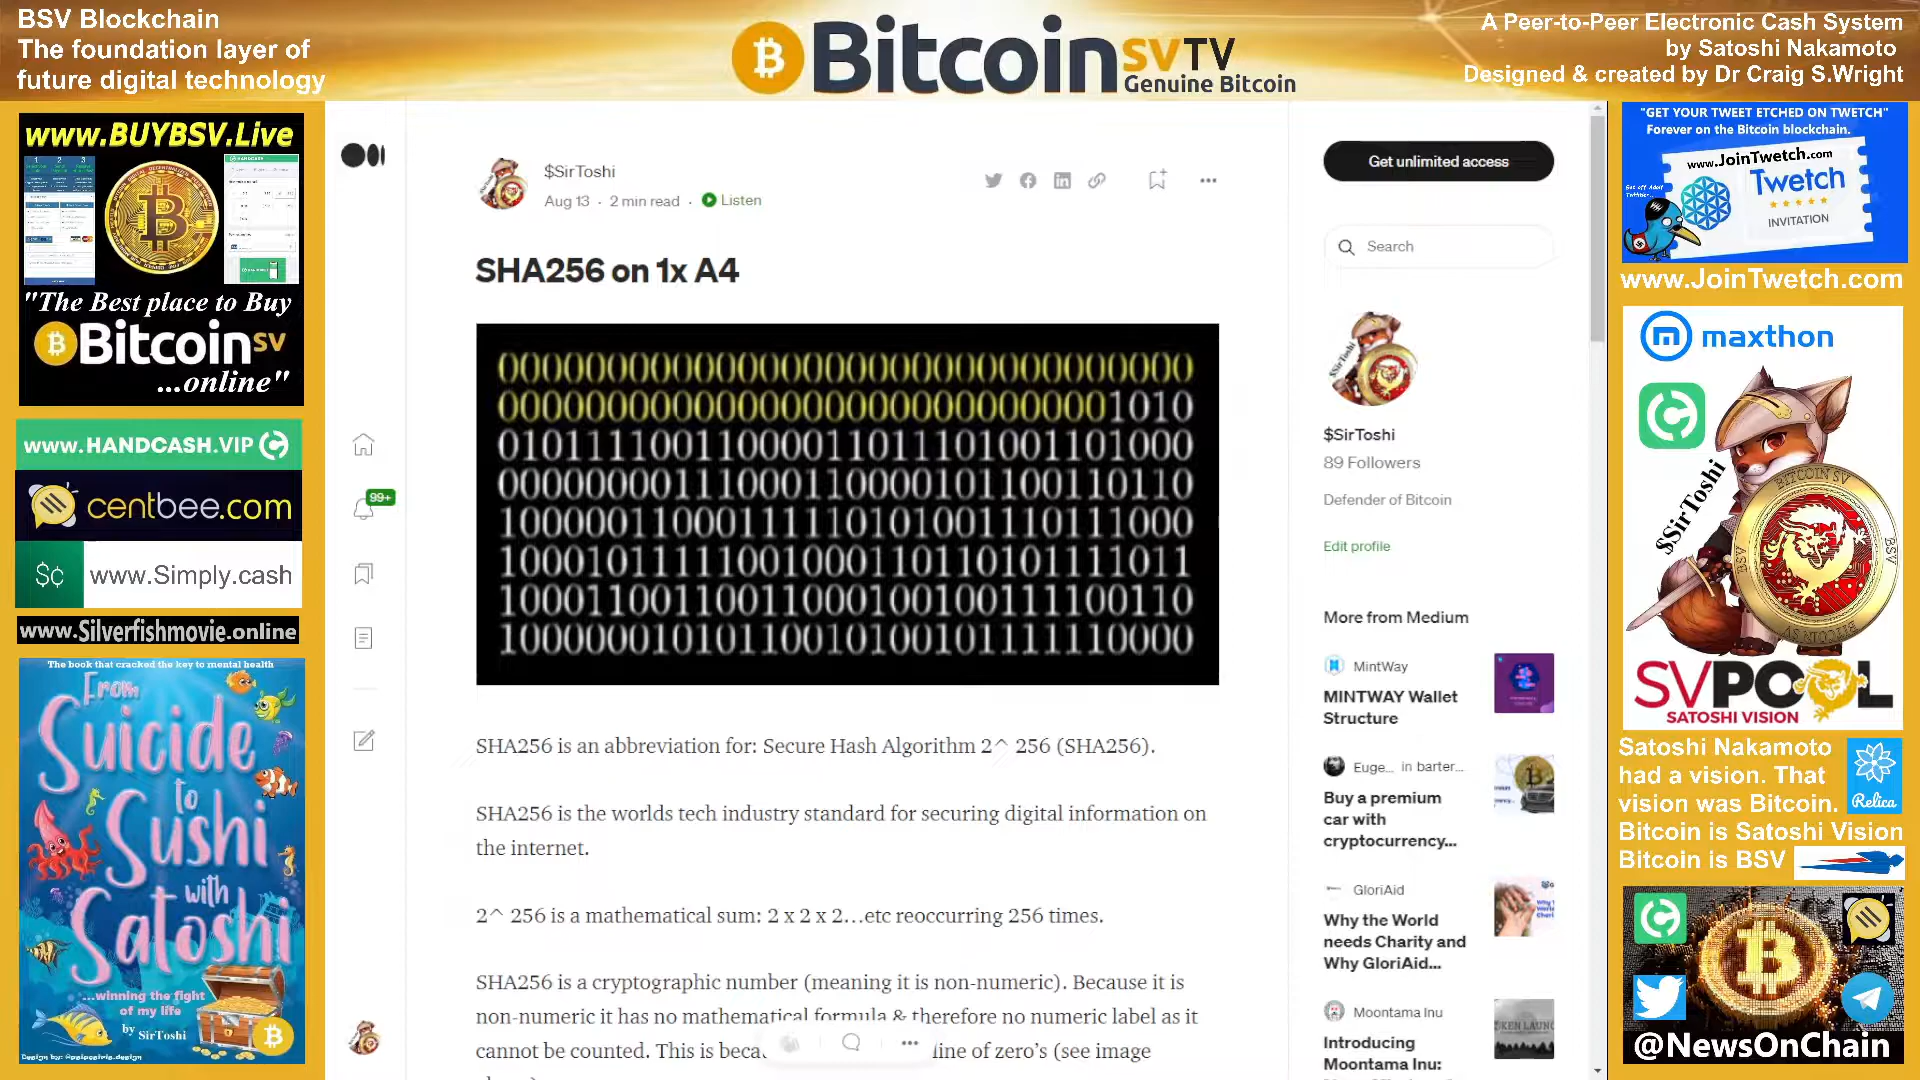 BSV Blockchain
The foundation layer of
future digital technology
Bitcoin SVTV
Genuine Bitcoin
A Peer-to-Peer Electronic Cash System
by Satoshi Nakamoto
Designed & created by Dr Craig S.Wright
www.BUYBSV.Live
"The Best place to Buy
Bitcoin SV
...online"
www.HANDCASH.VIP
centbee.com
$¢ www.Simply.cash
www.Silverfishmovie.online
The book that cracked the key to mental health
From
Suicide
to
Sushi
with
Satoshi
...winning the fight
of my life
by SirToshi
99+
$SirToshi
Aug 13 · 2 min read · Listen
SHA256 on 1x A4
SHA256 is an abbreviation for: Secure Hash Algorithm 2^ 256 (SHA256).
SHA256 is the worlds tech industry standard for securing digital information on
the internet.
2^ 256 is a mathematical sum: 2 x 2 x 2…etc reoccurring 256 times.
SHA256 is a cryptographic number (meaning it is non-numeric). Because it is
non-numeric it has no mathematical formula & therefore no numeric label as it
cannot be counted. This is beca line of zero's (see image
Get unlimited access
Search
$SirToshi
$SirToshi
89 Followers
Defender of Bitcoin
Edit profile
More from Medium
MintWay
MINTWAY Wallet
Structure
Euge... in barter...
Buy a premium
car with
cryptocurrency...
GloriAid
Why the World
needs Charity and
Why GloriAid...
Moontama Inu
Introducing
Moontama Inu:
"GET YOUR TWEET ETCHED ON TWETCH"
Forever on the Bitcoin blockchain.
www.JoinTwetch.com
Twetch
INVITATION
www.JoinTwetch.com
maxthon
$SirToshi
BITCOIN SV
BSV
BSV
BITCOIN SV
SVPOOL
SATOSHI VISION
Satoshi Nakamoto
had a vision. That
vision was Bitcoin.
Relica
Bitcoin is Satoshi Vision
Bitcoin is BSV
@NewsOnChain